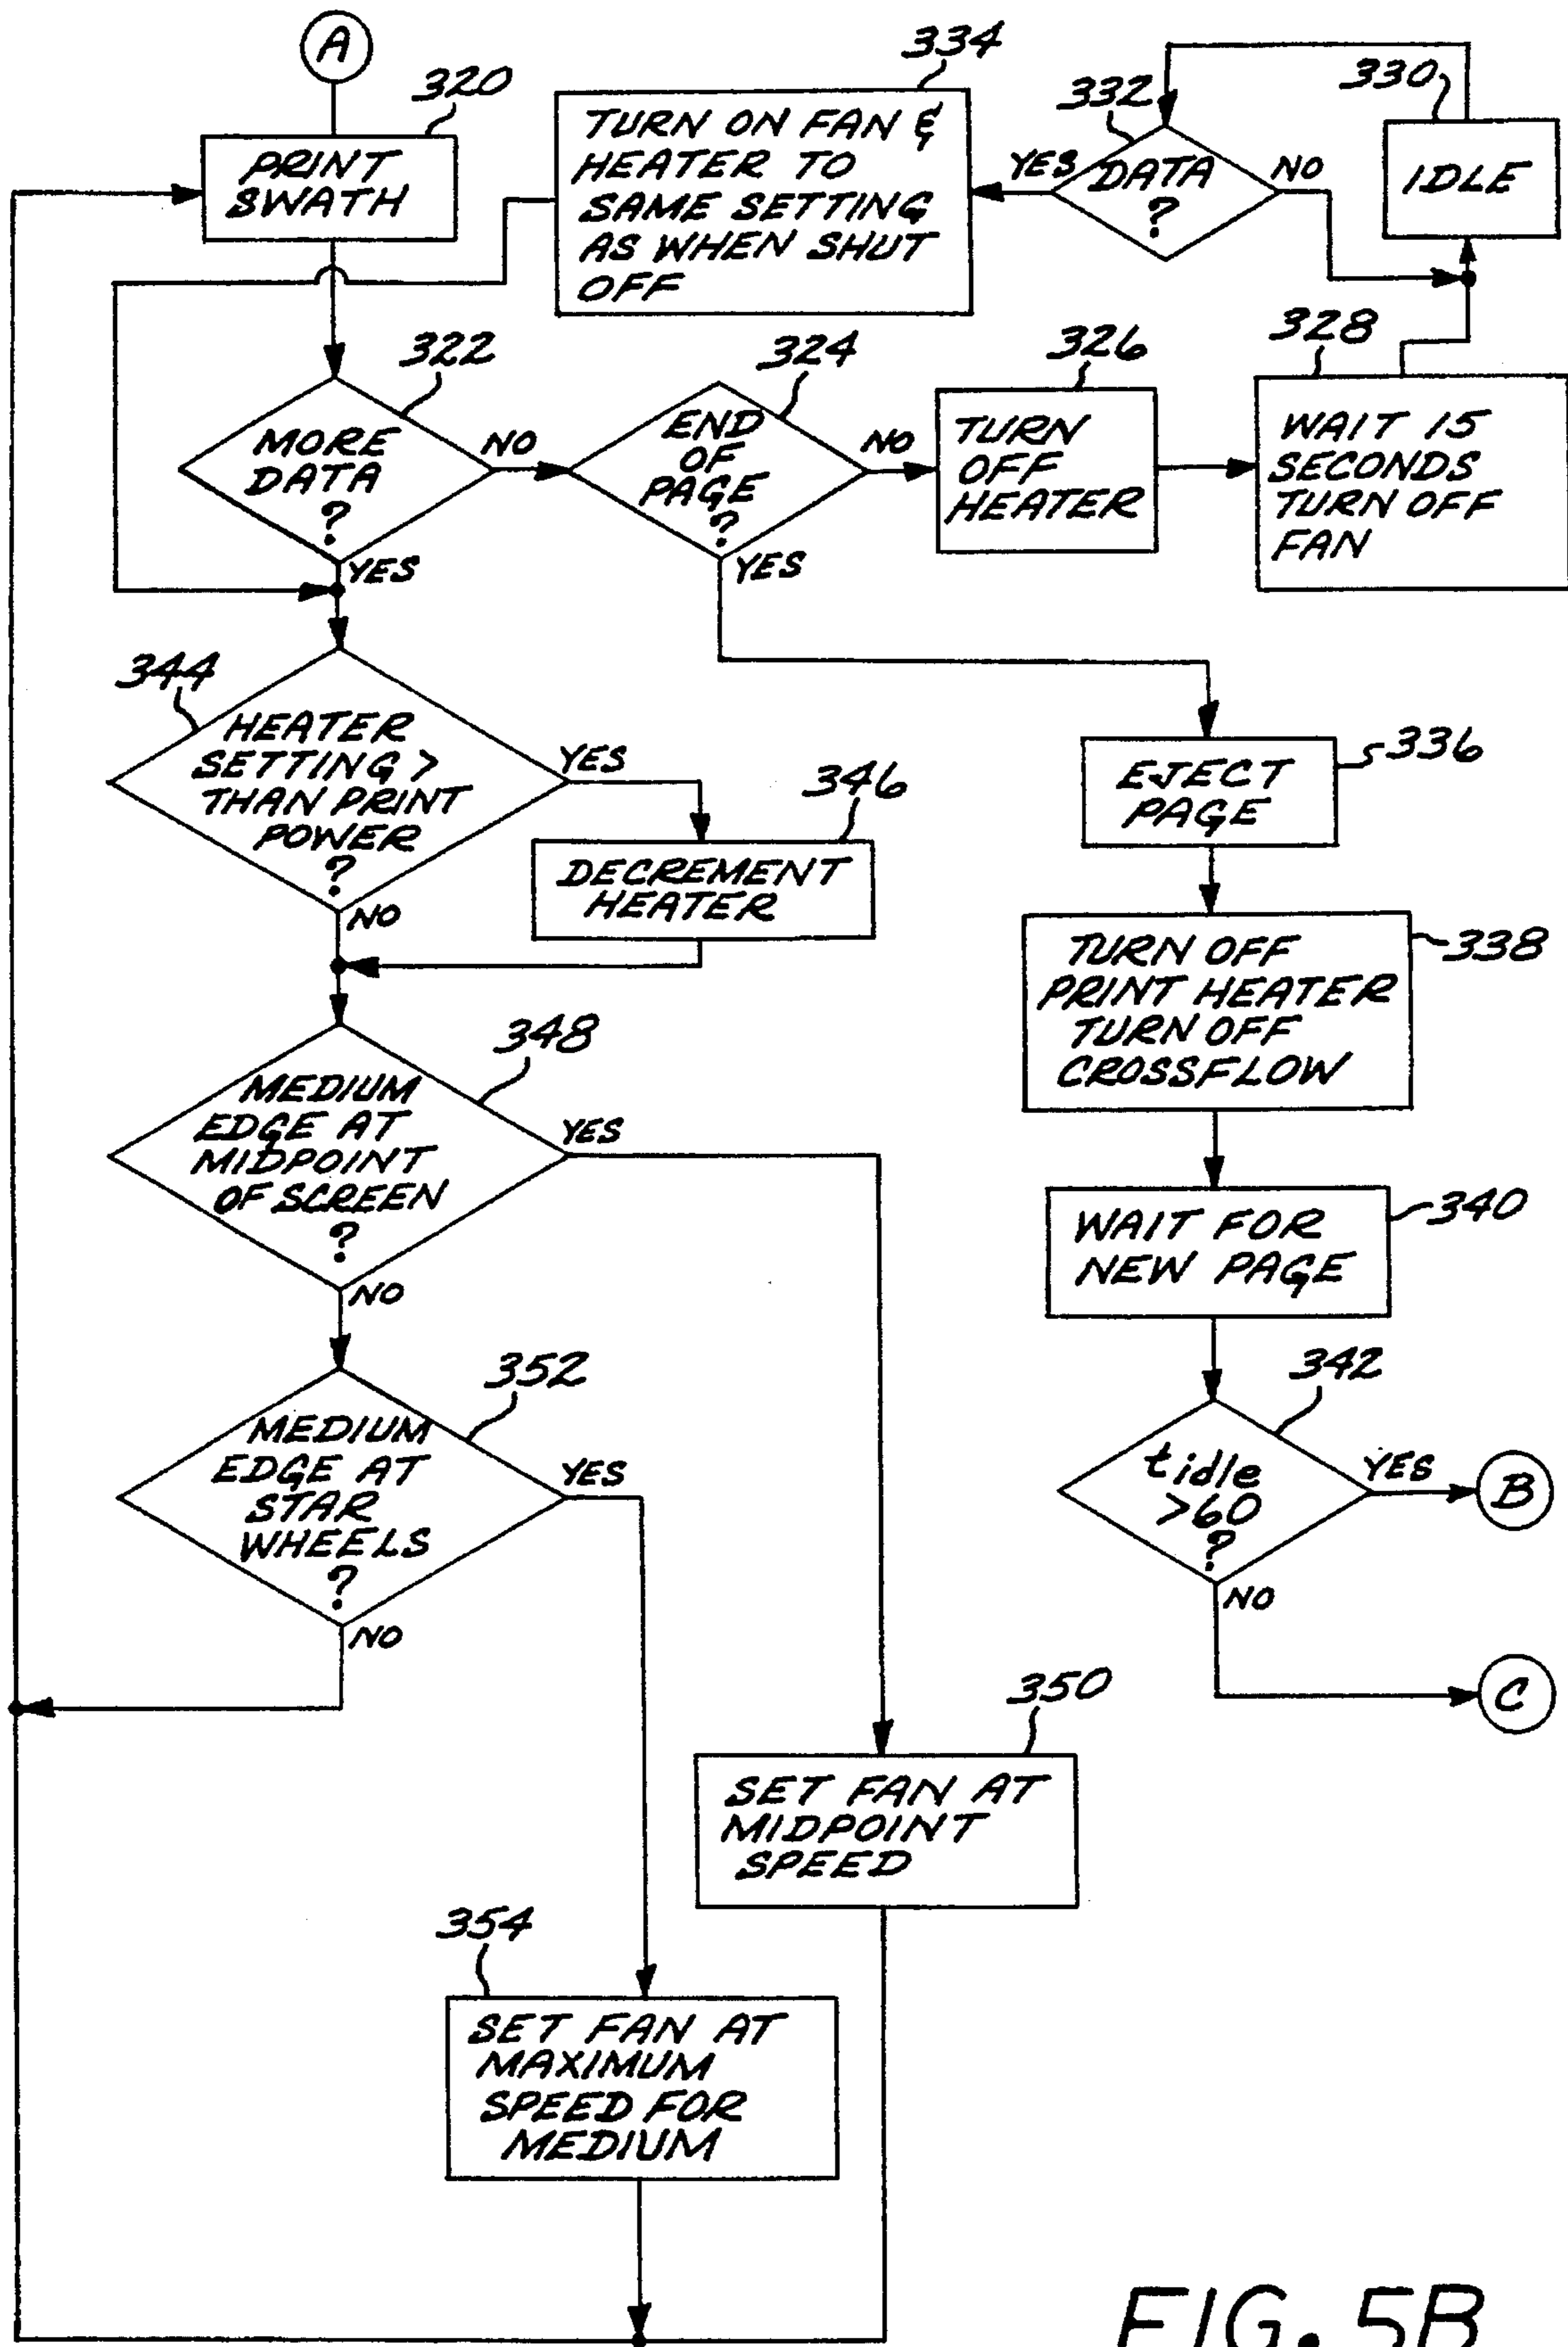 A
320
PRINT
SWATH
334
TURN ON FAN &
HEATER TO
SAME SETTING
AS WHEN SHUT
OFF
332
DATA
?
YES
NO
330
IDLE
322
MORE
DATA
?
NO
YES
324
END
OF
PAGE
?
NO
YES
326
TURN
OFF
HEATER
328
WAIT 15
SECONDS
TURN OFF
FAN
344
HEATER
SETTING >
THAN PRINT
POWER
?
YES
NO
346
DECREMENT
HEATER
336
EJECT
PAGE
338
TURN OFF
PRINT HEATER
TURN OFF
CROSSFLOW
348
MEDIUM
EDGE AT
MIDPOINT
OF SCREEN
?
YES
NO
340
WAIT FOR
NEW PAGE
342
tidle
>60
?
YES
NO
B
C
352
MEDIUM
EDGE AT
STAR
WHEELS
?
YES
NO
350
SET FAN AT
MIDPOINT
SPEED
354
SET FAN AT
MAXIMUM
SPEED FOR
MEDIUM
FIG. 5B